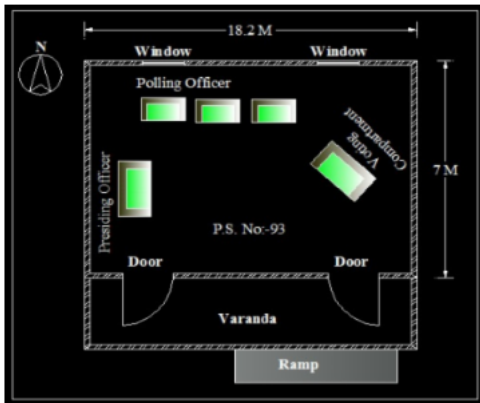 N
18.2 M
Window
Window
Polling Officer
Voting
Compartment
7 M
Presiding Officer
P.S. No:-93
Door
Door
Varanda
Ramp